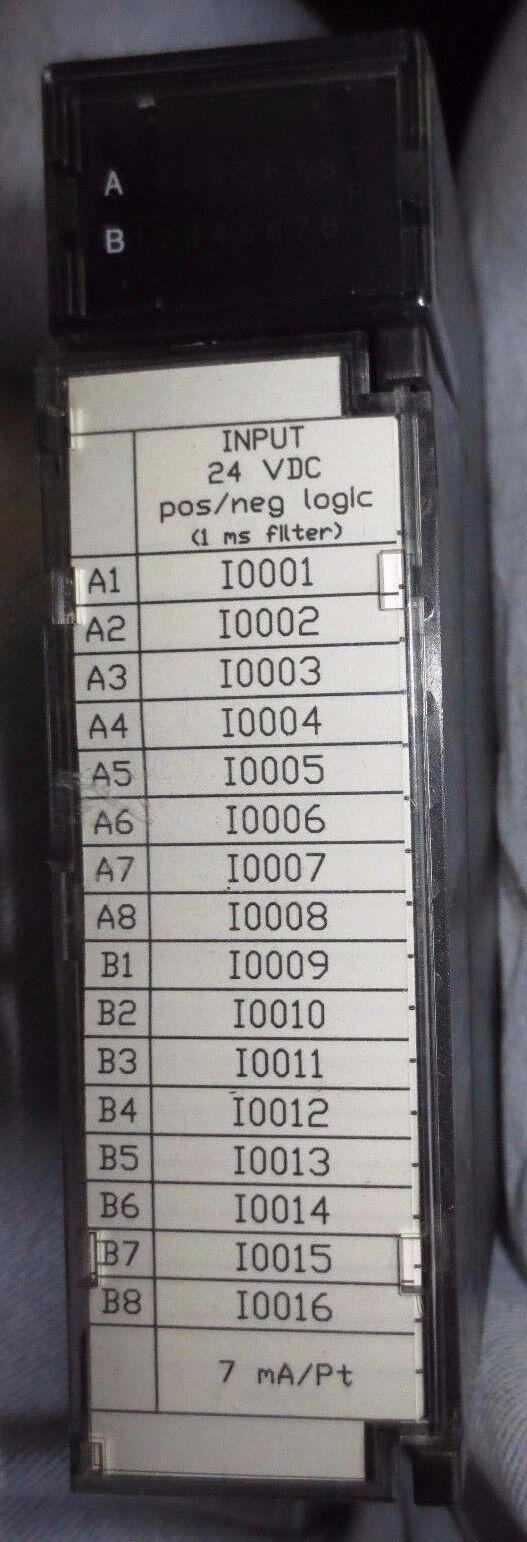 A
B
INPUT
24 VDC
pos/neg logic
(1 ms filter)
A1 I0001
A2 I0002
A3 I0003
A4 I0004
A5 I0005
A6 I0006
A7 I0007
A8 I0008
B1 I0009
B2 I0010
B3 I0011
B4 I0012
B5 I0013
B6 I0014
B7 I0015
B8 I0016
7 mA/Pt